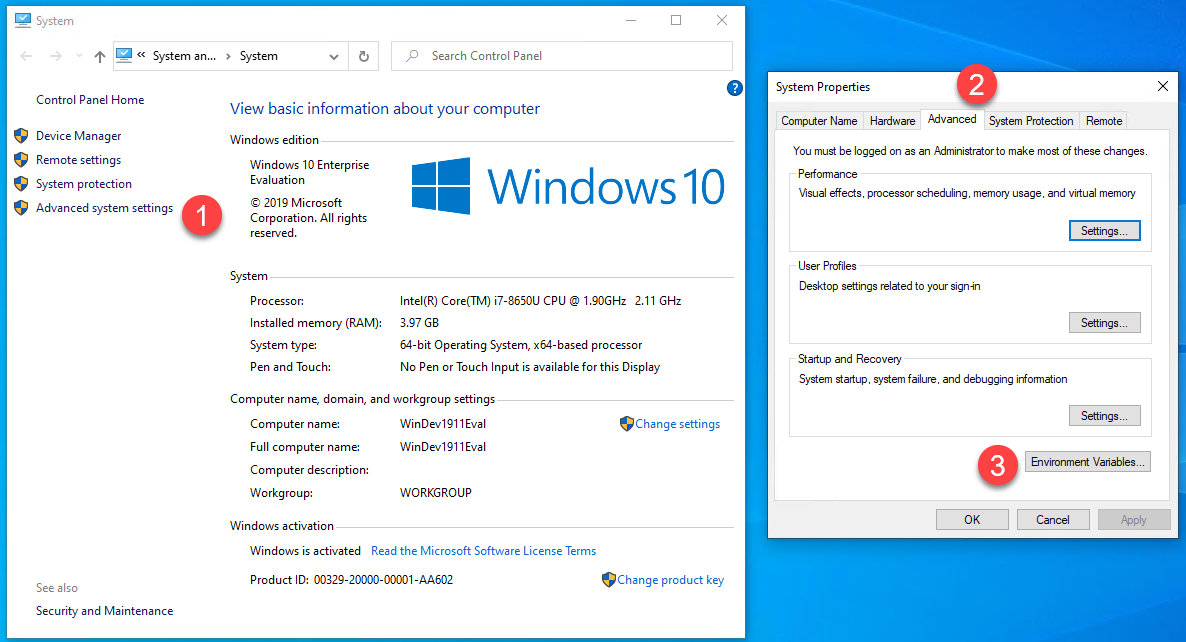 System
« System an... › System
Search Control Panel
?
Control Panel Home
Device Manager
Remote settings
System protection
Advanced system settings
1
See also
Security and Maintenance
View basic information about your computer
Windows edition
Windows 10 Enterprise
Evaluation
© 2019 Microsoft
Corporation. All rights
reserved.
Windows 10
System
Processor: Intel(R) Core(TM) i7-8650U CPU @ 1.90GHz 2.11 GHz
Installed memory (RAM): 3.97 GB
System type: 64-bit Operating System, x64-based processor
Pen and Touch: No Pen or Touch Input is available for this Display
Computer name, domain, and workgroup settings
Computer name: WinDev1911Eval Change settings
Full computer name: WinDev1911Eval
Computer description:
Workgroup: WORKGROUP
Windows activation
Windows is activated Read the Microsoft Software License Terms
Product ID: 00329-20000-00001-AA602 Change product key
System Properties
2
Computer Name Hardware Advanced System Protection Remote
You must be logged on as an Administrator to make most of these changes.
Performance
Visual effects, processor scheduling, memory usage, and virtual memory
Settings...
User Profiles
Desktop settings related to your sign-in
Settings...
Startup and Recovery
System startup, system failure, and debugging information
Settings...
3
Environment Variables...
OK Cancel Apply